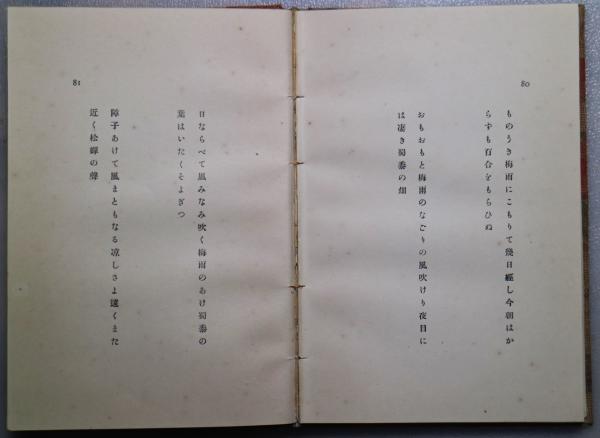 80
ものうき梅雨にこもりて幾日經し今朝はか
らずも百合をもらひぬ
おもおもと梅雨のなごりの風吹けり夜目に
は凄き蜀黍の畑
81
日ならべて風みなみ吹く梅雨のあけ蜀黍の
葉はいたくそよぎつ
障子あけて風まともなる凉しさよ遠くまた
近く松蟬の聲